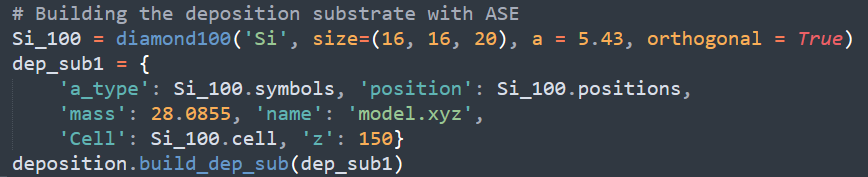 # Building the deposition substrate with ASE
Si_100 = diamond100('Si', size=(16, 16, 20), a = 5.43, orthogonal = True)
dep_sub1 = {
    'a_type': Si_100.symbols, 'position': Si_100.positions,
    'mass': 28.0855, 'name': 'model.xyz',
    'Cell': Si_100.cell, 'z': 150}
deposition.build_dep_sub(dep_sub1)